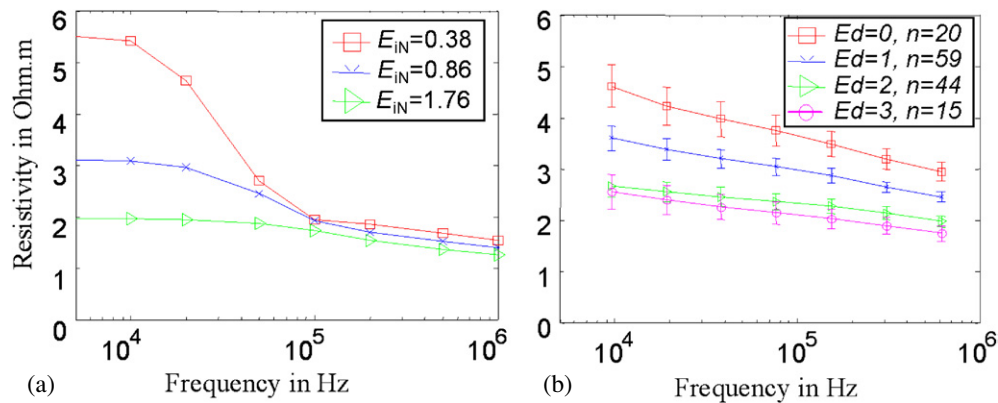 6
5
4
3
2
1
0
Resistivity in Ohm.m
E_iN=0.38
E_iN=0.86
E_iN=1.76
10^4
10^5
10^6
Frequency in Hz
(a)
6
5
4
3
2
1
0
Ed=0, n=20
Ed=1, n=59
Ed=2, n=44
Ed=3, n=15
10^4
10^5
10^6
Frequency in Hz
(b)